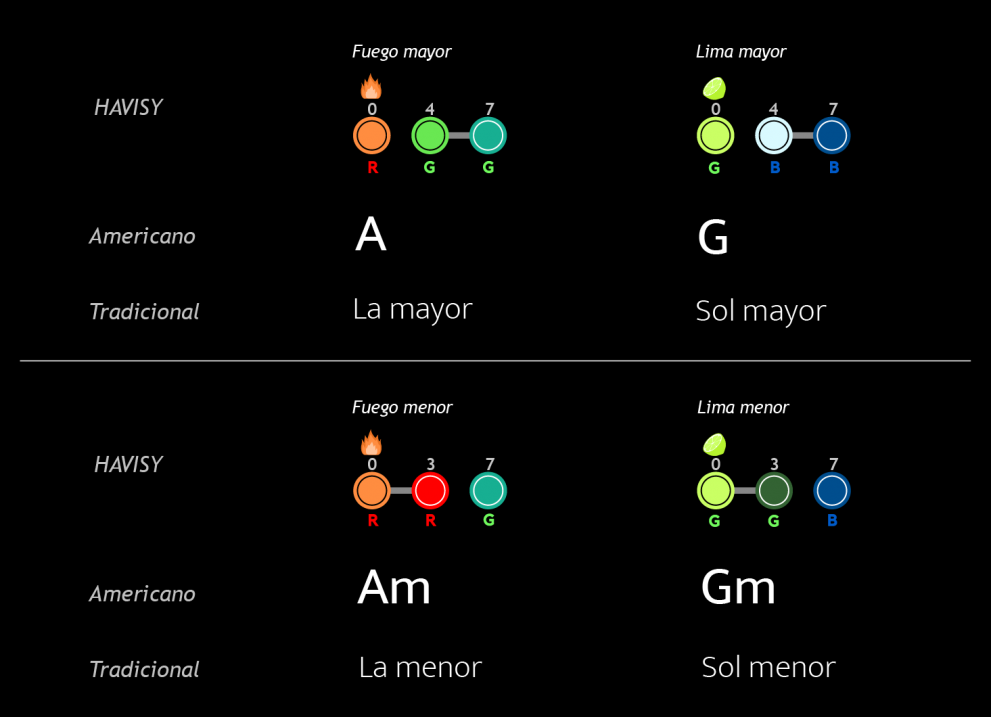 Fuego mayor Lima mayor
HAVISY
0 4 7 0 4 7
R G G G B B
Americano A G
Tradicional La mayor Sol mayor
Fuego menor Lima menor
HAVISY
0 3 7 0 3 7
R R G G G B
Americano Am Gm
Tradicional La menor Sol menor